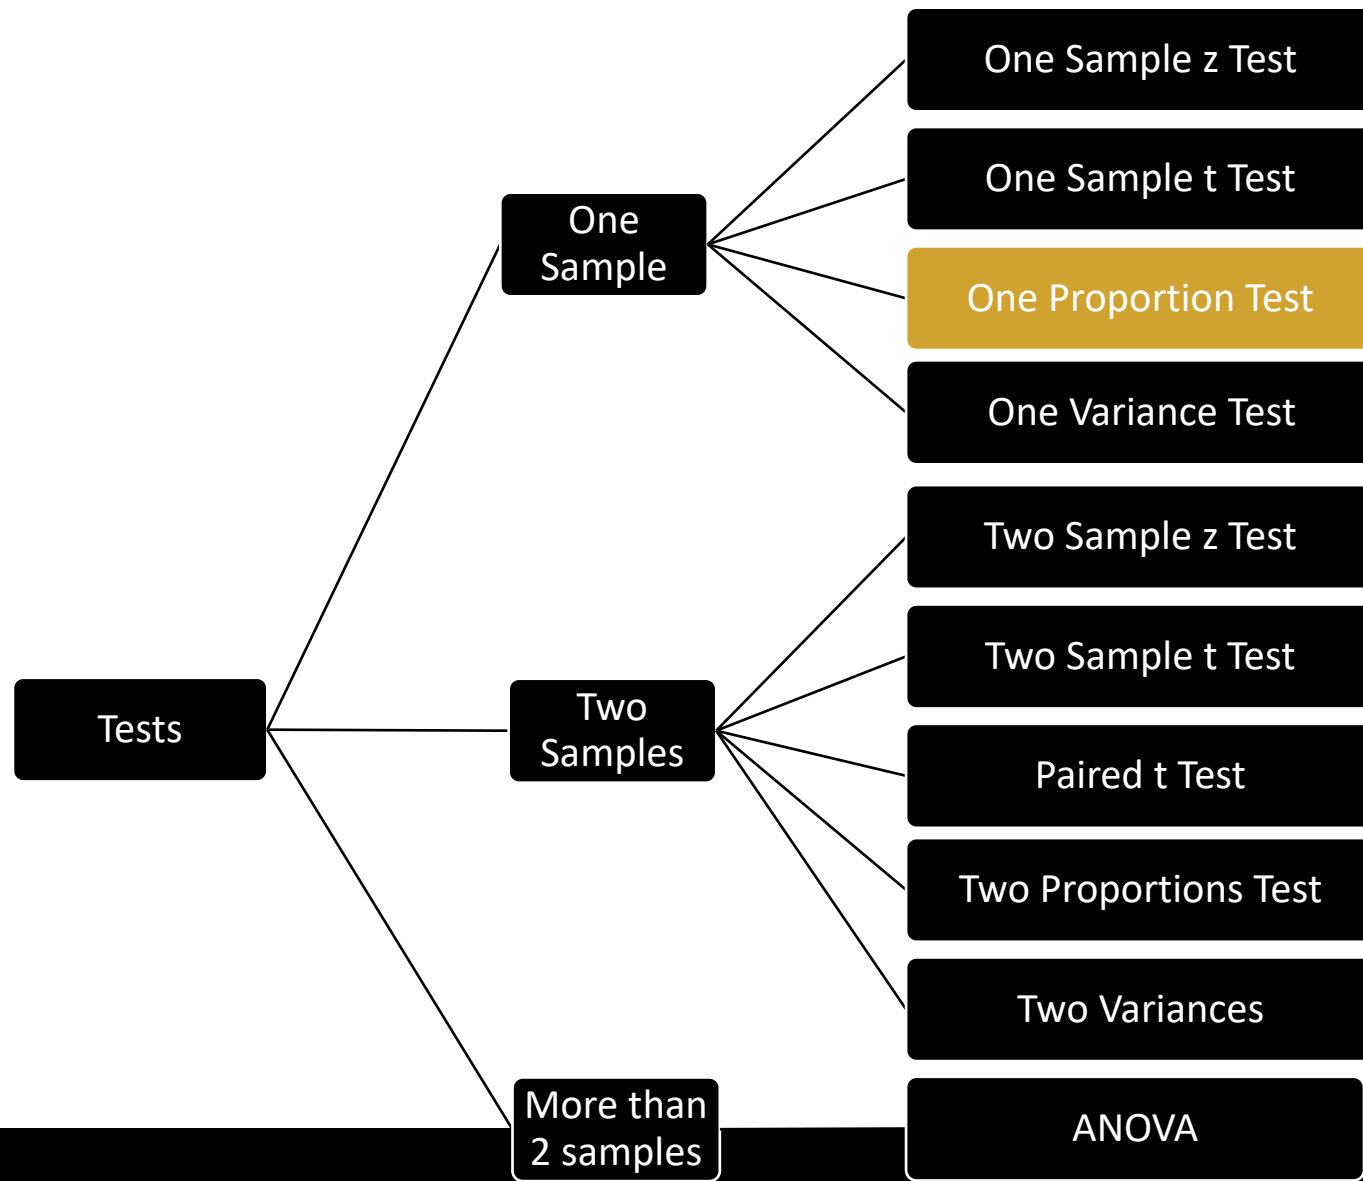 One Sample z Test
One Sample t Test
One
Sample
One Proportion Test
One Variance Test
Two Sample z Test
Two Sample t Test
Tests
Two
Samples
Paired t Test
Two Proportions Test
Two Variances
More than
2 samples
ANOVA